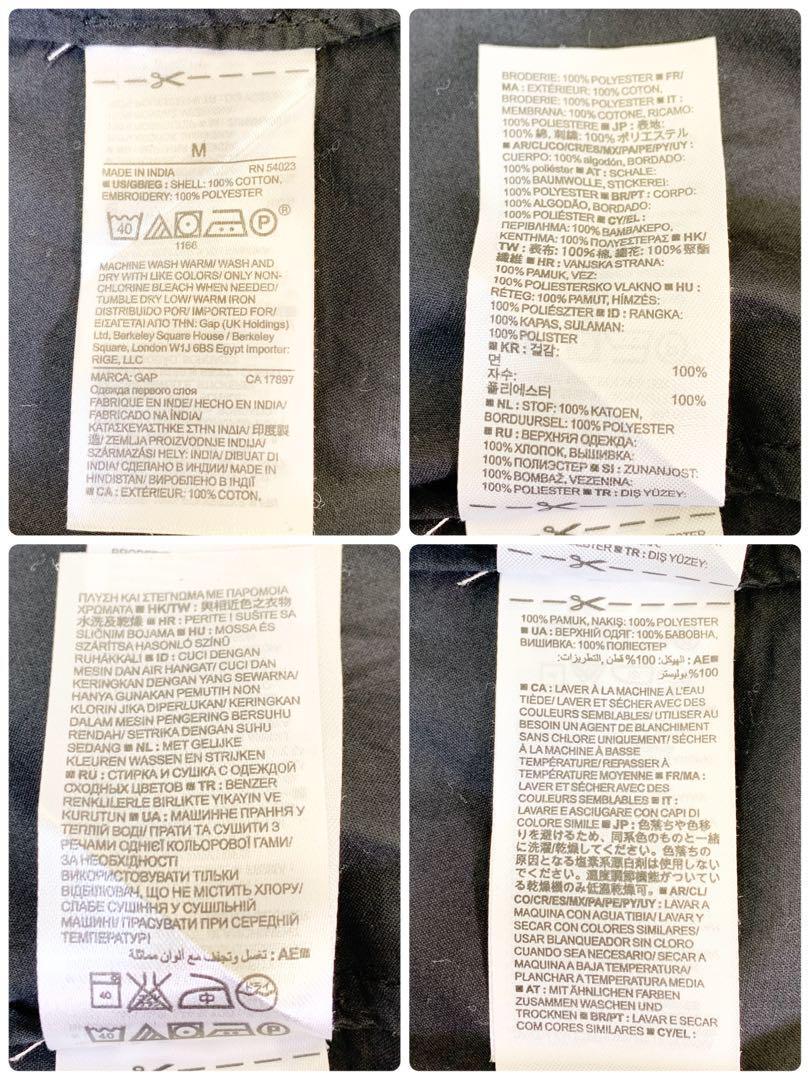 M
MADE IN INDIA RN 54023
■ US/GB/EG : SHELL: 100% COTTON,
EMBROIDERY: 100% POLYESTER
40 P ®
1166
MACHINE WASH WARM/ WASH AND
DRY WITH LIKE COLORS/ ONLY NON-
CHLORINE BLEACH WHEN NEEDED/
TUMBLE DRY LOW/ WARM IRON
DISTRIBUIDO POR/ IMPORTED FOR/
ΕΙΣΑΓΕΤΑΙ ΑΠΟ ΤΗΝ: Gap (UK Holdings)
Ltd, Berkeley Square House / Berkeley
Square, London W1J 6BS Egypt Importer:
RIGE, LLC
MARCA: GAP CA 17897
Одежда первого слоя
FABRIQUE EN INDE/ HECHO EN INDIA/
FABRICADO NA ÍNDIA/
ΚΑΤΑΣΚΕΥΑΣΤΗΚΕ ΣΤΗΝ ΙΝΔΙΑ/ 印度製
造/ ZEMLJA PROIZVODNJE INDIJA/
SZÁRMAZÁSI HELY: INDIA/ DIBUAT DI
INDIA/ СДЕЛАНО В ИНДИИ/ MADE IN
HINDISTAN/ ВИРОБЛЕНО В ІНДІЇ
■ CA : EXTÉRIEUR: 100% COTON,
BRODERIE: 100% POLYESTER ■ FR/
MA : EXTÉRIEUR: 100% COTON,
BRODERIE: 100% POLYESTER ■ IT :
MEMBRANA: 100% COTONE, RICAMO:
100% POLIESTERE ■ JP : 表地:
100% 綿, 刺繍: 100% ポリエステル
■ AR/CL/CO/CR/ES/MX/PA/PE/PY/UY :
CUERPO: 100% algodón, BORDADO:
100% poliéster ■ AT : SCHALE:
100% BAUMWOLLE, STICKEREI:
100% POLYESTER ■ BR/PT : CORPO:
100% ALGODÃO, BORDADO:
100% POLIÉSTER ■ CY/EL :
ΠΕΡΙΒΛΗΜΑ: 100% ΒΑΜΒΑΚΕΡΟ,
ΚΕΝΤΗΜΑ: 100% ΠΟΛΥΕΣΤΕΡΑΣ ■ HK/
TW : 表布: 100% 棉, 繡花: 100% 聚酯
纖維 ■ HR : VANJSKA STRANA:
100% PAMUK, VEZ:
100% POLIESTERSKO VLAKNO ■ HU :
RÉTEG: 100% PAMUT, HÍMZÉS:
100% POLIÉSZTER ■ ID : RANGKA:
100% KAPAS, SULAMAN:
100% POLISTER
■ KR : 겉감:
면 100%
자수:
폴리에스터 100%
■ NL : STOF: 100% KATOEN,
BORDUURSEL: 100% POLYESTER
■ RU : ВЕРХНЯЯ ОДЕЖДА:
100% ХЛОПОК, ВЫШИВКА:
100% ПОЛИЭСТЕР ■ SI : ZUNANJOST:
100% BOMBAŽ, VEZENINA:
100% POLIESTER ■ TR : DIŞ YÜZEY:
ΠΛΥΣΗ ΚΑΙ ΣΤΕΓΝΩΜΑ ΜΕ ΠΑΡΟΜΟΙΑ
ΧΡΩΜΑΤΑ ■ HK/TW : 與相近色之衣物
水洗及乾燥 ■ HR : PERITE I SUŠITE SA
SLIČNIM BOJAMA ■ HU : MOSSA ÉS
SZÁRÍTSA HASONLÓ SZÍNŰ
RUHÁKKAL ■ ID : CUCI DENGAN
MESIN DAN AIR HANGAT/ CUCI DAN
KERINGKAN DENGAN YANG SEWARNA/
HANYA GUNAKAN PEMUTIH NON
KLORIN JIKA DIPERLUKAN/ KERINGKAN
DALAM MESIN PENGERING BERSUHU
RENDAH/ SETRIKA DENGAN SUHU
SEDANG ■ NL : MET GELIJKE
KLEUREN WASSEN EN STRIJKEN
■ RU : СТИРКА И СУШКА С ОДЕЖДОЙ
СХОДНЫХ ЦВЕТОВ ■ TR : BENZER
RENKLILERLE BIRLIKTE YIKAYIN VE
KURUTUN ■ UA : МАШИННЕ ПРАННЯ У
ТЕПЛІЙ ВОДІ/ ПРАТИ ТА СУШИТИ З
РЕЧАМИ ОДНІЄЇ КОЛЬОРОВОЇ ГАМИ/
ЗА НЕОБХІДНОСТІ
ВИКОРИСТОВУВАТИ ТІЛЬКИ
ВІДБІЛЮВАЧ, ЩО НЕ МІСТИТЬ ХЛОРУ/
СЛАБЕ СУШІННЯ У СУШИЛЬНІЙ
МАШИНІ/ ПРАСУВАТИ ПРИ СЕРЕДНІЙ
ТЕМПЕРАТУРІ
■ AE : تغسل وتجفف مع ألوان مماثلة
40 中 ドライ
40
■ TR : DIŞ YÜZEY:
100% PAMUK, NAKIŞ: 100% POLYESTER
■ UA : ВЕРХНІЙ ОДЯГ: 100% БАВОВНА,
ВИШИВКА: 100% ПОЛІЕСТЕР
■ AE : الهيكل: 100% قطن, التطريزات:
100% بوليستر
■ CA : LAVER À LA MACHINE À L'EAU
TIÈDE/ LAVER ET SÉCHER AVEC DES
COULEURS SEMBLABLES/ UTILISER AU
BESOIN UN AGENT DE BLANCHIMENT
SANS CHLORE UNIQUEMENT/ SÉCHER
À LA MACHINE À BASSE
TEMPÉRATURE/ REPASSER À
TEMPÉRATURE MOYENNE ■ FR/MA :
LAVER ET SÉCHER AVEC DES
COULEURS SEMBLABLES ■ IT :
LAVARE E ASCIUGARE CON CAPI DI
COLORE SIMILE ■ JP : 色落ちや色移
りを避けるため、同系色のものと一緒
に洗濯/乾燥してください。色落ちの
原因となる塩素系漂白剤は使用しない
でください。温度調節機能がついてい
る乾燥機のみ低温乾燥可。 ■ AR/CL/
CO/CR/ES/MX/PA/PE/PY/UY : LAVAR A
MAQUINA CON AGUA TIBIA/ LAVAR Y
SECAR CON COLORES SIMILARES/
USAR BLANQUEADOR SIN CLORO
CUANDO SEA NECESARIO/ SECAR A
MAQUINA A BAJA TEMPERATURA/
PLANCHAR A TEMPERATURA MEDIA
■ AT : MIT ÄHNLICHEN FARBEN
ZUSAMMEN WASCHEN UND
TROCKNEN ■ BR/PT : LAVAR E SECAR
COM CORES SIMILARES ■ CY/EL :